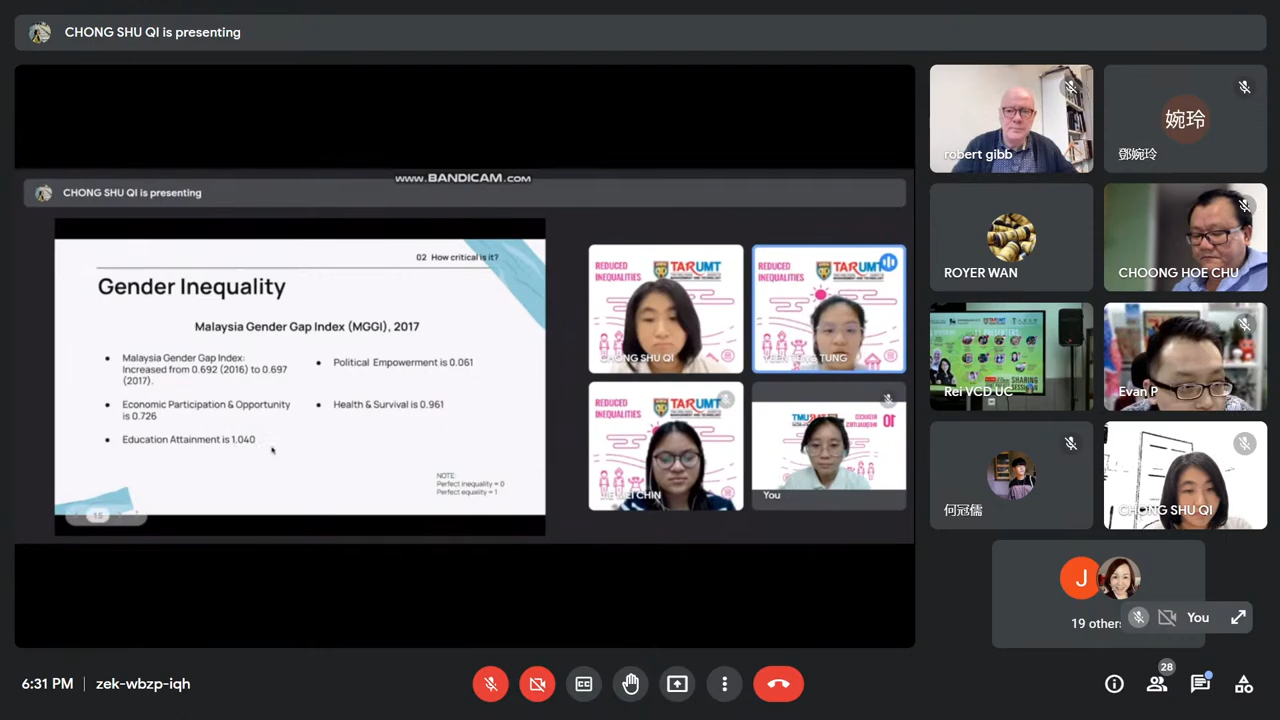 CHONG SHU QI is presenting
www.BANDICAM.com
CHONG SHU QI is presenting
02 How critical is it?
Gender Inequality
Malaysia Gender Gap Index (MGGI), 2017
• Malaysia Gender Gap Index:
Increased from 0.692 (2016) to 0.697
(2017).
• Economic Participation & Opportunity
is 0.726
• Education Attainment is 1.040
• Political Empowerment is 0.061
• Health & Survival is 0.961
NOTE:
Perfect inequality = 0
Perfect equality = 1
15
REDUCED
INEQUALITIES
TARUMT
CHONG SHU QI
REDUCED
INEQUALITIES
TARUMT
TUNG
REDUCED
INEQUALITIES
TARUMT
CHIN
You
robert gibb
婉玲
鄧婉玲
ROYER WAN
CHOONG HOE CHU
Rei VCD UC
SHARING
SESSION
Evan P
何冠儒
CHONG SHU QI
J
19 others
You
6:31 PM
zek-wbzp-iqh
28